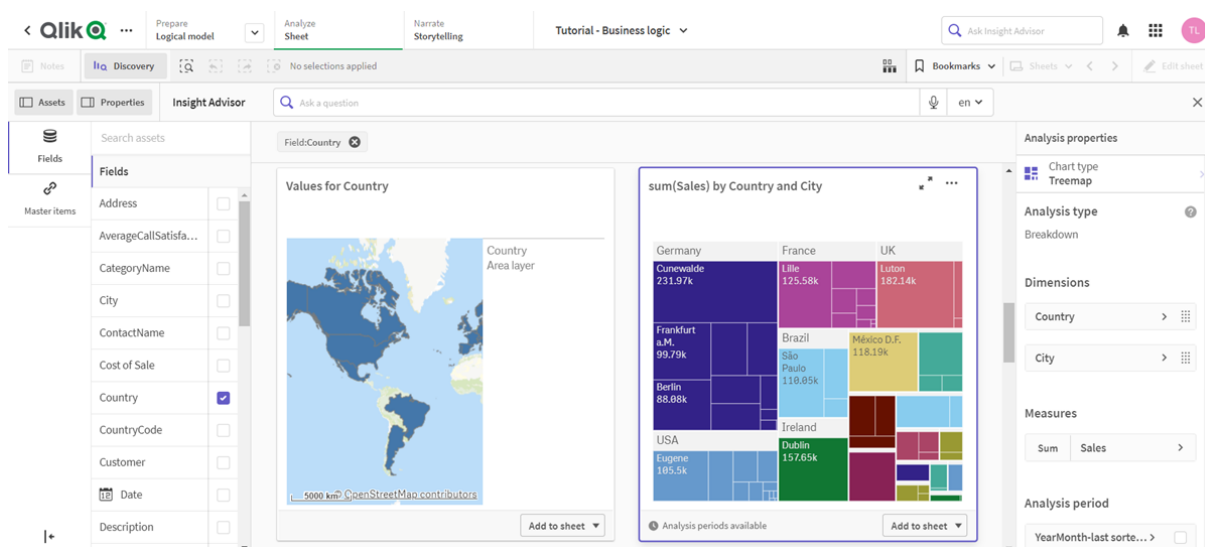 Qlik
Prepare
Logical model
Analyze
Sheet
Narrate
Storytelling
Tutorial - Business logic
Ask Insight Advisor
TL
Notes
Discovery
No selections applied
Bookmarks
Sheets
Edit sheet
Assets
Properties
Insight Advisor
Ask a question
en
Fields
Master items
Search assets
Fields
Address
AverageCallSatisfa...
CategoryName
City
ContactName
Cost of Sale
Country
CountryCode
Customer
Date
Description
Field:Country
Values for Country
Country
Area layer
5000 km
© OpenStreetMap contributors
Add to sheet
sum(Sales) by Country and City
Germany
Cunewalde
231.97k
Frankfurt
a.M.
99.79k
Berlin
88.08k
USA
Eugene
105.5k
France
Lille
125.58k
UK
Luton
182.14k
Brazil
São
Paulo
110.05k
México D.F.
118.19k
Ireland
Dublin
157.65k
Analysis periods available
Add to sheet
Analysis properties
Chart type
Treemap
Analysis type
Breakdown
Dimensions
Country
City
Measures
Sum
Sales
Analysis period
YearMonth-last sorte...